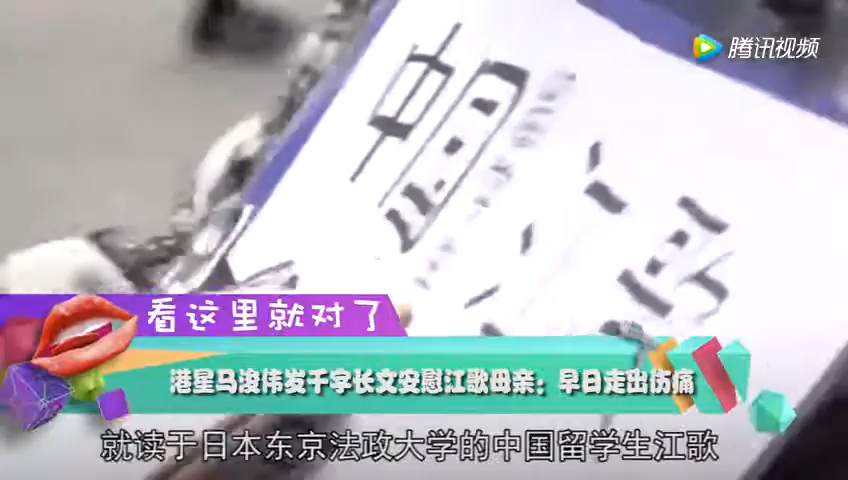 腾讯视频
看这里就对了
港星马浚伟发千字长文安慰江歌母亲：早日走出伤痛
就读于日本东京法政大学的中国留学生江歌